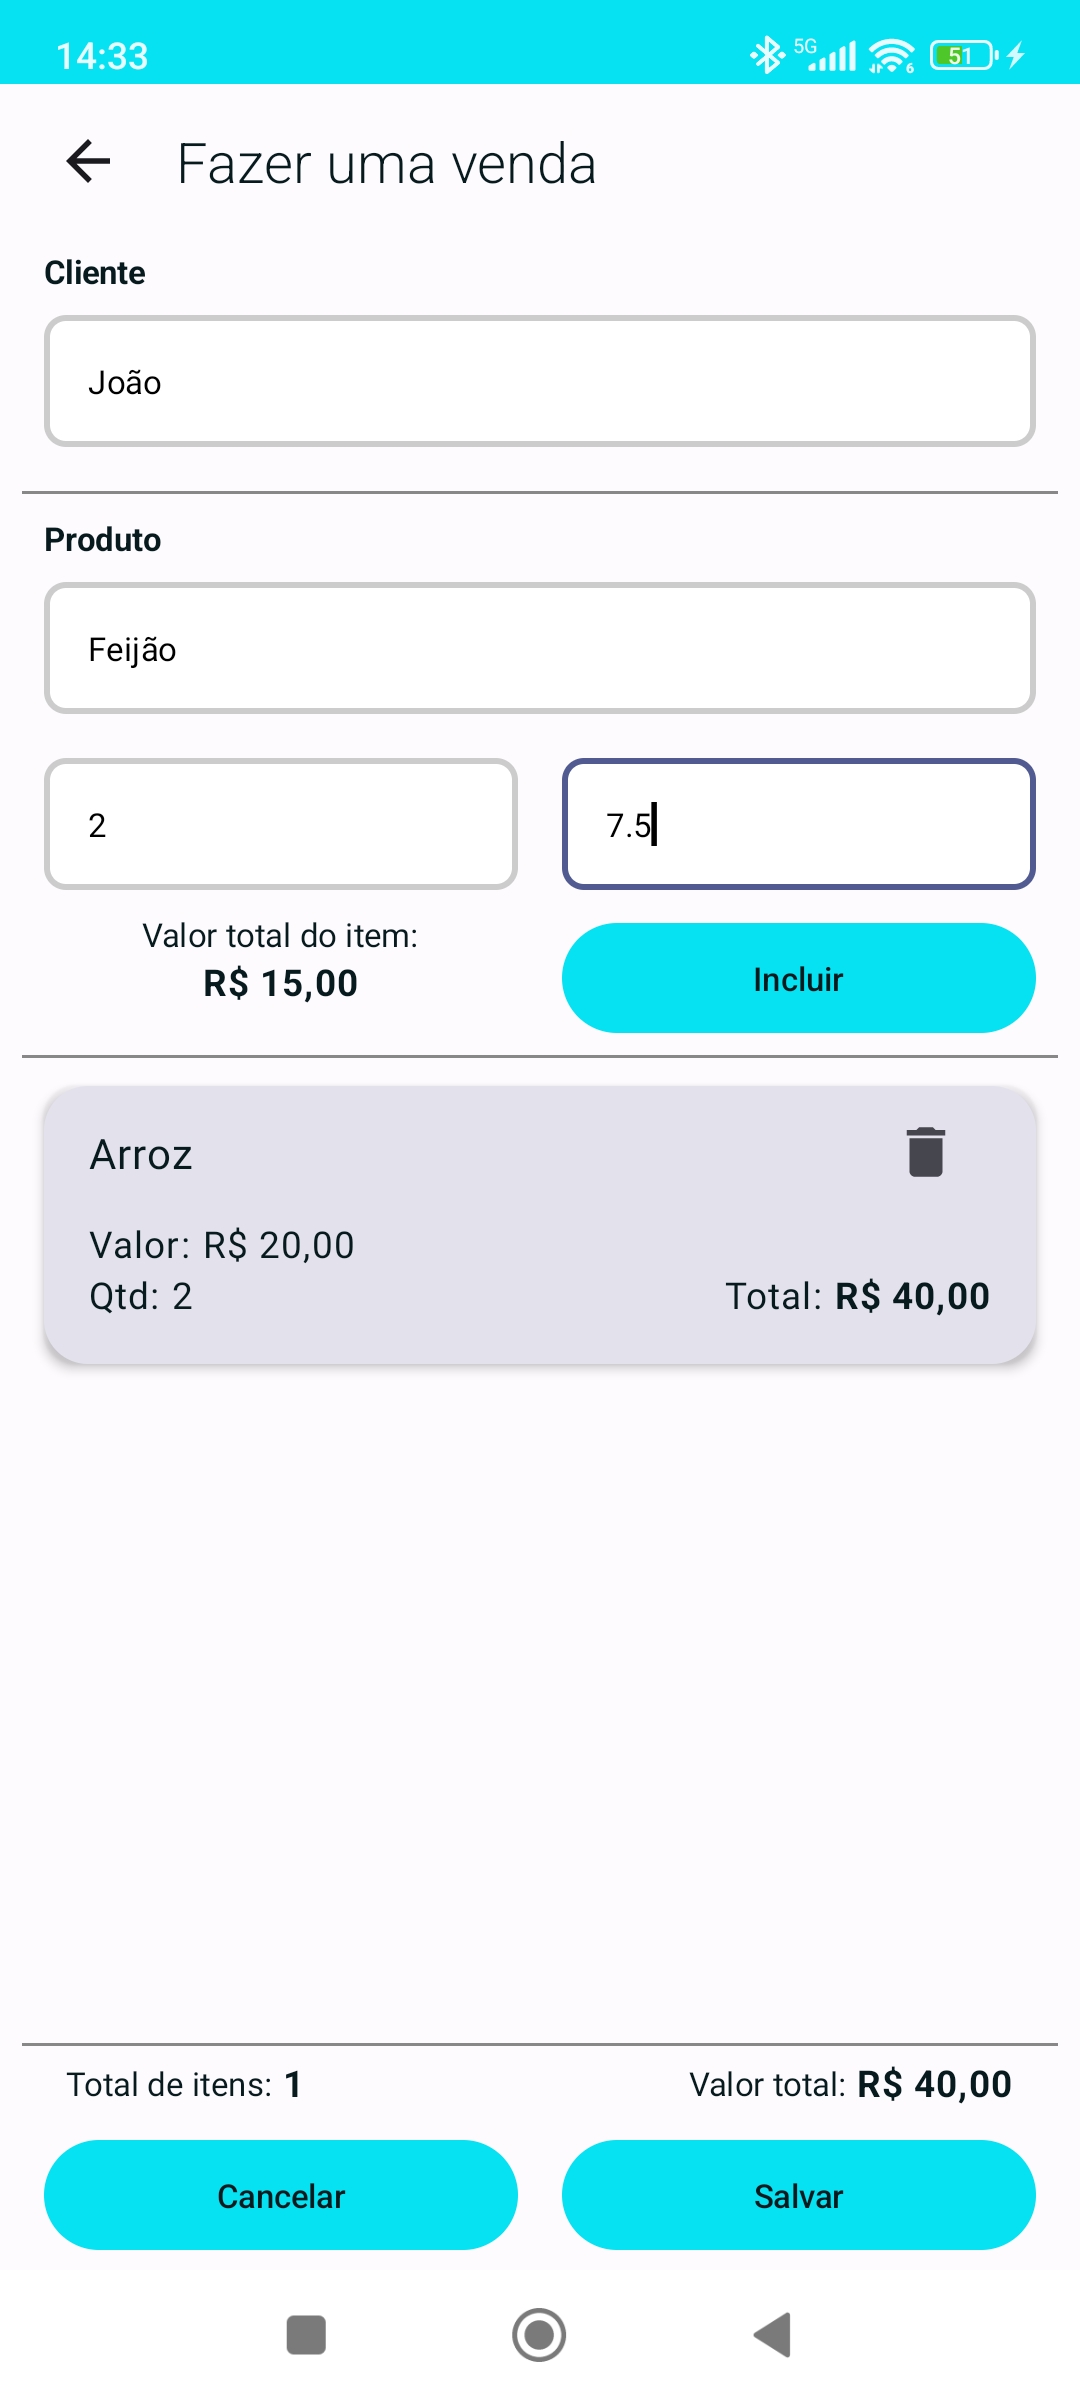 14:33 5G 6 51
Fazer uma venda
Cliente
João
Produto
Feijão
2 7.5
Valor total do item:
R$ 15,00
Incluir
Arroz
Valor: R$ 20,00
Qtd: 2 Total: R$ 40,00
Total de itens: 1 Valor total: R$ 40,00
Cancelar Salvar